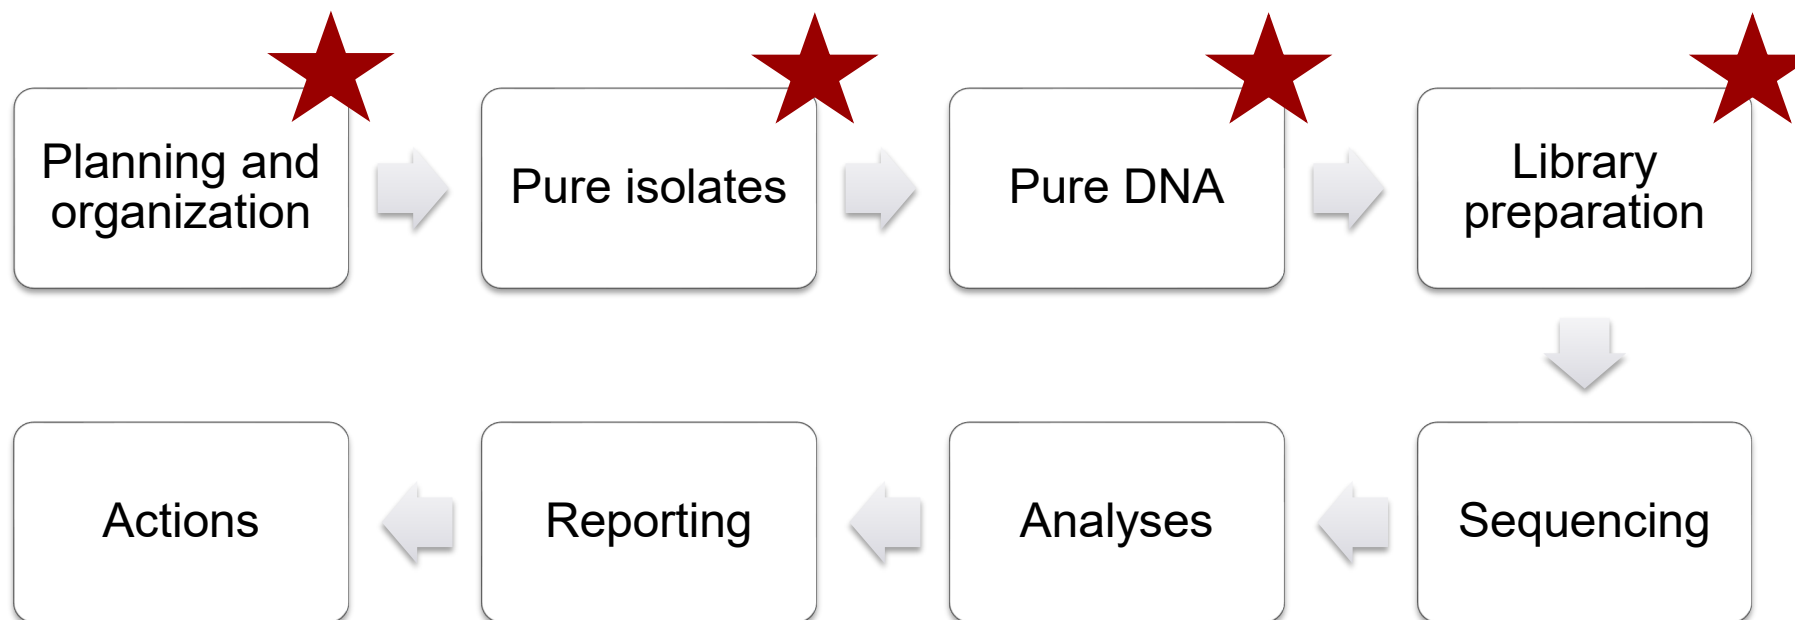 Planning and
organization
Pure isolates
Pure DNA
Library
preparation
Sequencing
Analyses
Reporting
Actions